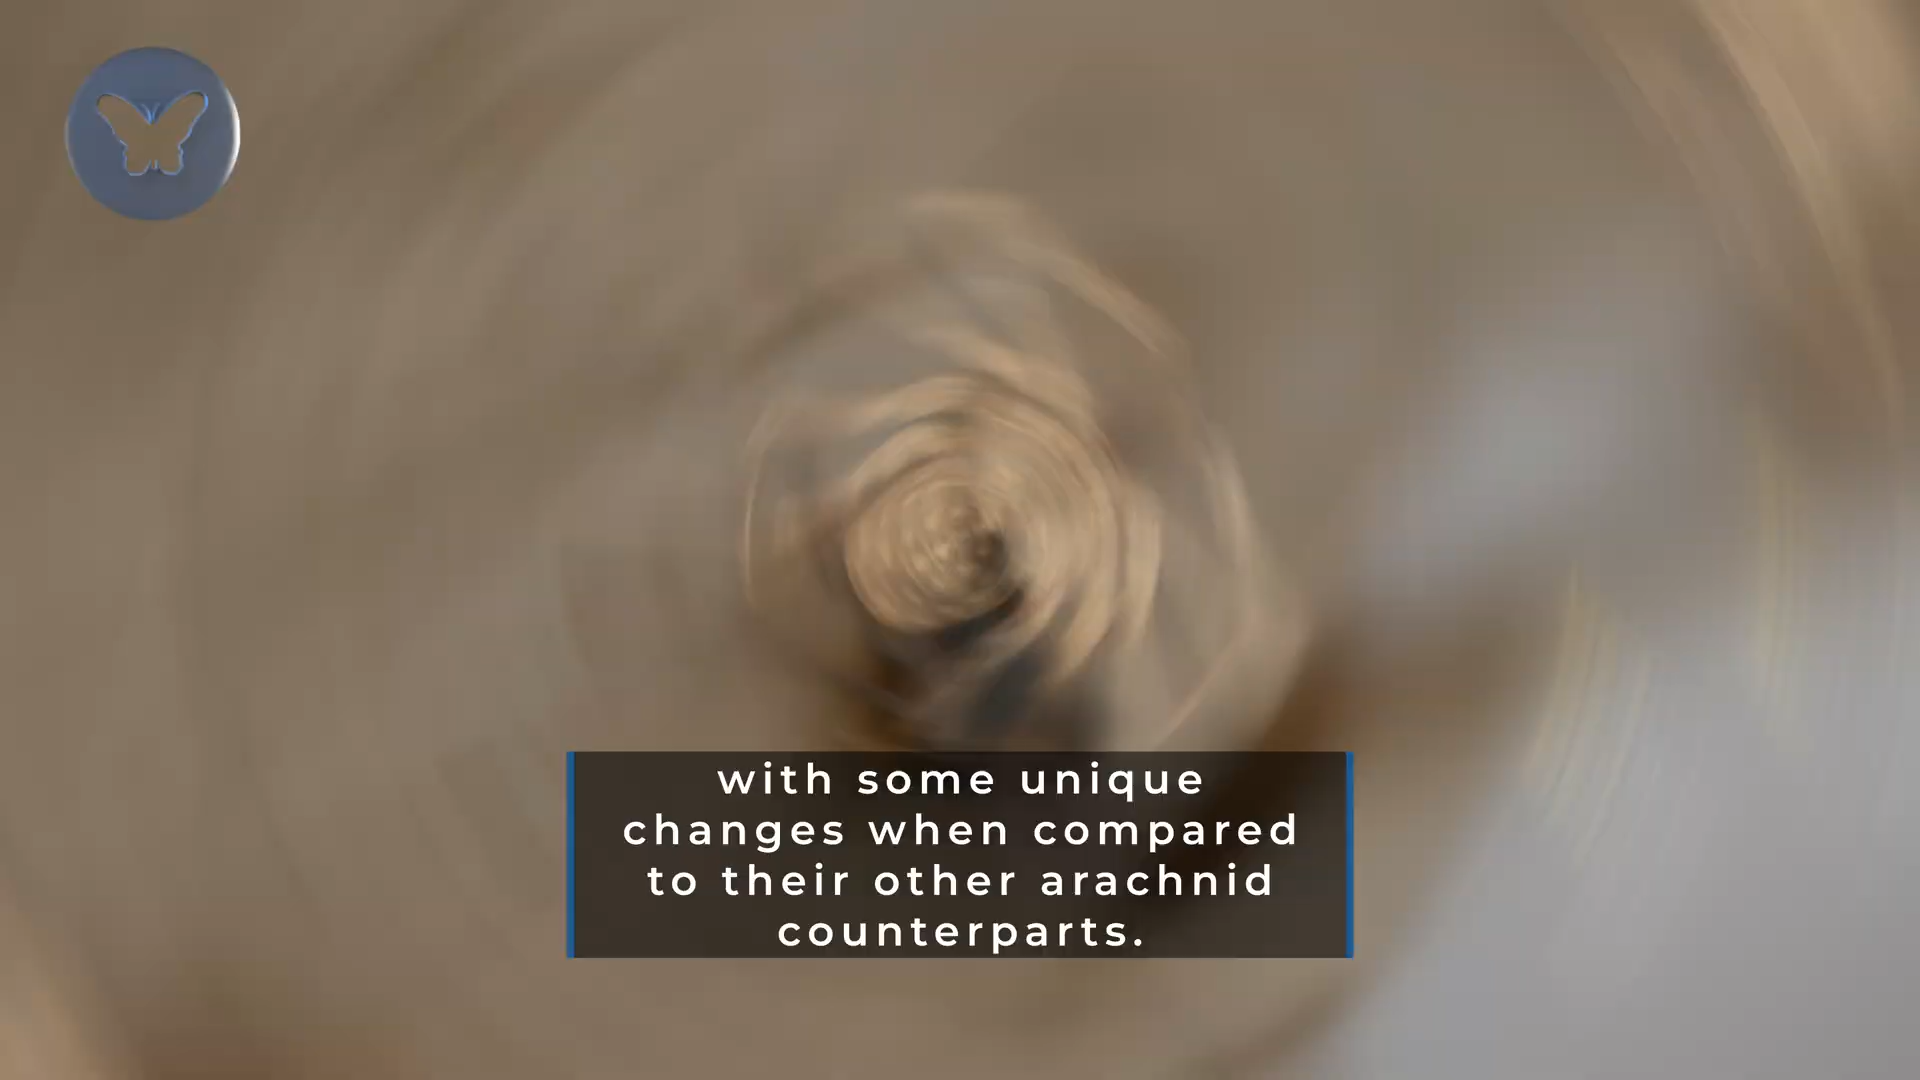 with some unique
changes when compared
to their other arachnid
counterparts.